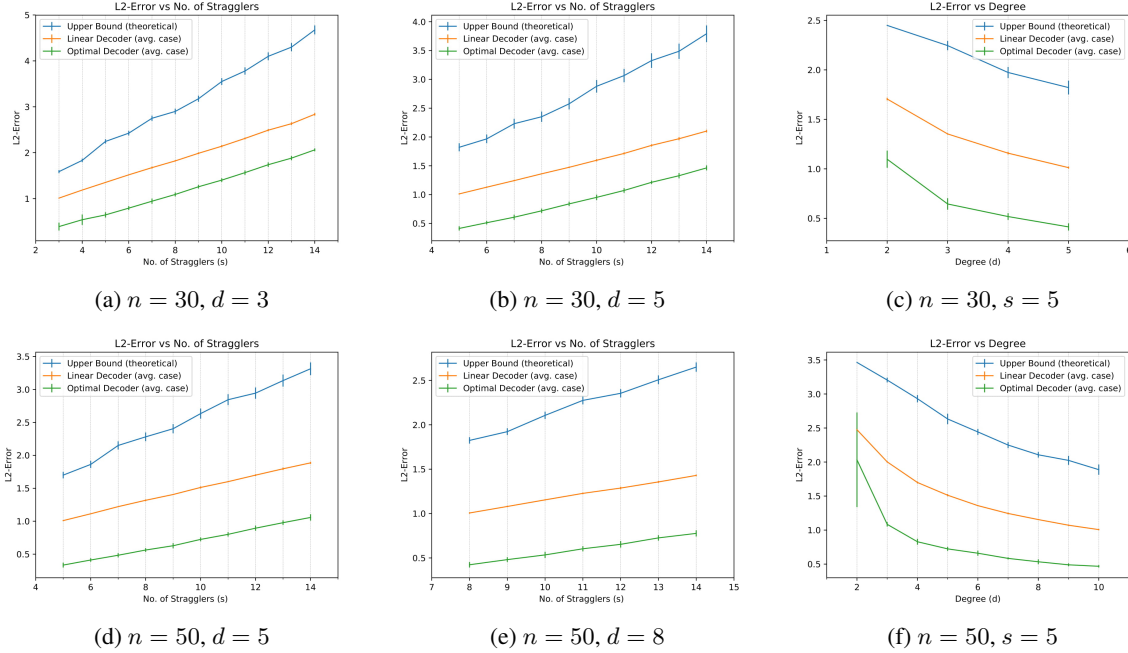 L2-Error vs No. of Stragglers
Upper Bound (theoretical)
Linear Decoder (avg. case)
Optimal Decoder (avg. case)
L2-Error
5
4
3
2
1
2 4 6 8 10 12 14
No. of Stragglers (s)
(a) n = 30, d = 3
L2-Error vs No. of Stragglers
Upper Bound (theoretical)
Linear Decoder (avg. case)
Optimal Decoder (avg. case)
L2-Error
4.0
3.5
3.0
2.5
2.0
1.5
1.0
0.5
4 6 8 10 12 14
No. of Stragglers (s)
(b) n = 30, d = 5
L2-Error vs Degree
Upper Bound (theoretical)
Linear Decoder (avg. case)
Optimal Decoder (avg. case)
L2-Error
2.5
2.0
1.5
1.0
0.5
1 2 3 4 5 6
Degree (d)
(c) n = 30, s = 5
L2-Error vs No. of Stragglers
Upper Bound (theoretical)
Linear Decoder (avg. case)
Optimal Decoder (avg. case)
L2-Error
3.5
3.0
2.5
2.0
1.5
1.0
0.5
4 6 8 10 12 14
No. of Stragglers (s)
(d) n = 50, d = 5
L2-Error vs No. of Stragglers
Upper Bound (theoretical)
Linear Decoder (avg. case)
Optimal Decoder (avg. case)
L2-Error
2.5
2.0
1.5
1.0
0.5
7 8 9 10 11 12 13 14 15
No. of Stragglers (s)
(e) n = 50, d = 8
L2-Error vs Degree
Upper Bound (theoretical)
Linear Decoder (avg. case)
Optimal Decoder (avg. case)
L2-Error
3.5
3.0
2.5
2.0
1.5
1.0
0.5
2 4 6 8 10
Degree (d)
(f) n = 50, s = 5